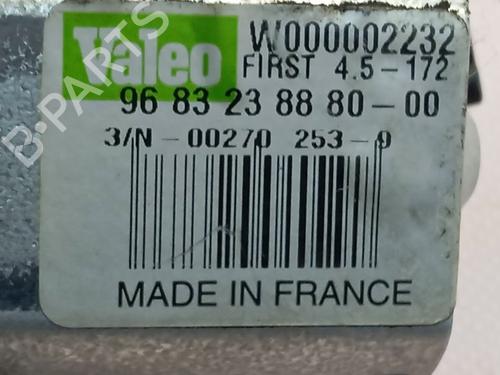 Valeo
W000002232
FIRST 4.5-172
96 83 23 88 80-00
3/N-00270 253-9
MADE IN FRANCE
B-PARTS